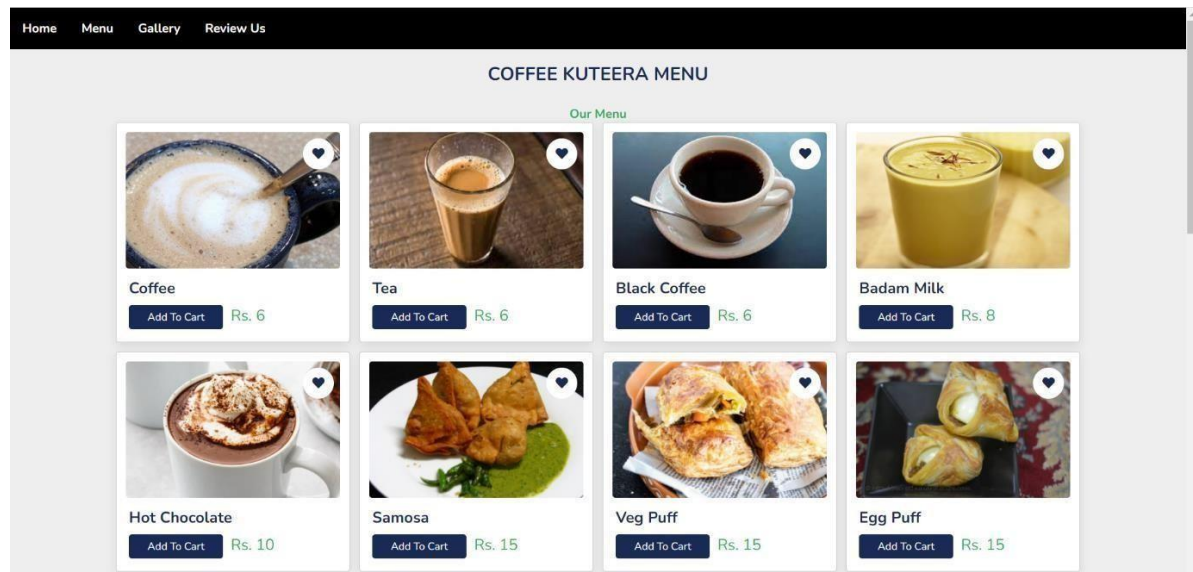 Home Menu Gallery Review Us
COFFEE KUTEERA MENU
Our Menu
Coffee
Add To Cart Rs. 6
Tea
Add To Cart Rs. 6
Black Coffee
Add To Cart Rs. 6
Badam Milk
Add To Cart Rs. 8
Hot Chocolate
Add To Cart Rs. 10
Samosa
Add To Cart Rs. 15
Veg Puff
Add To Cart Rs. 15
Egg Puff
Add To Cart Rs. 15